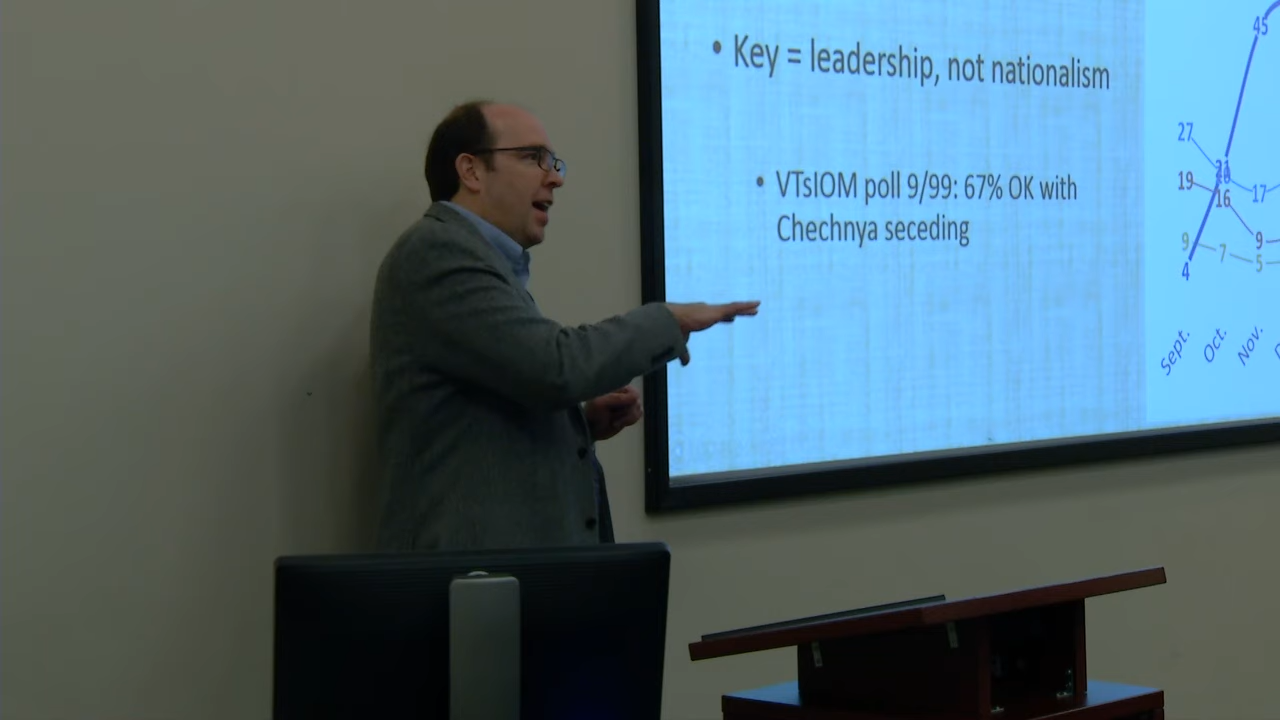 • Key = leadership, not nationalism
• VTsIOM poll 9/99: 67% OK with
Chechnya seceding
45
27
21
19
16
17
9
9
7
5
4
Sept.
Oct.
Nov.